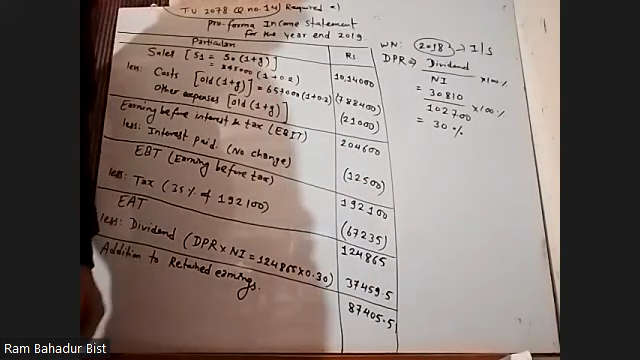 TU 2078 (Q no. 14) Required a)
Pro-forma Income statement
for the year end 2019
Particulars Rs
Sales [S1 = S0 (1+g)]
= 845000 (1+0.2) 10,14000
less: Costs [old (1+g)] = 657000 (1+0.2) (788400)
Other expenses [old (1+g)] (21000)
Earning before interest & tax (EBIT) 204600
less: Interest paid. (No change) (12500)
EBT (Earning before tax) 192100
less: Tax (35% of 192100) (67235)
EAT 124865
less: Dividend (DPR x NI = 124865 x 0.30) 37459.5
Addition to Retained earnings. 87405.5
WN: 2018 → I/S
DPR ⇒ Dividend
NI x100%
= 30810
102700 x100%
= 30%
Ram Bahadur Bist